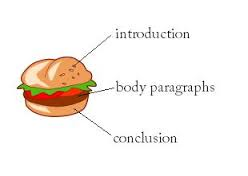 introduction
body paragraphs
conclusion